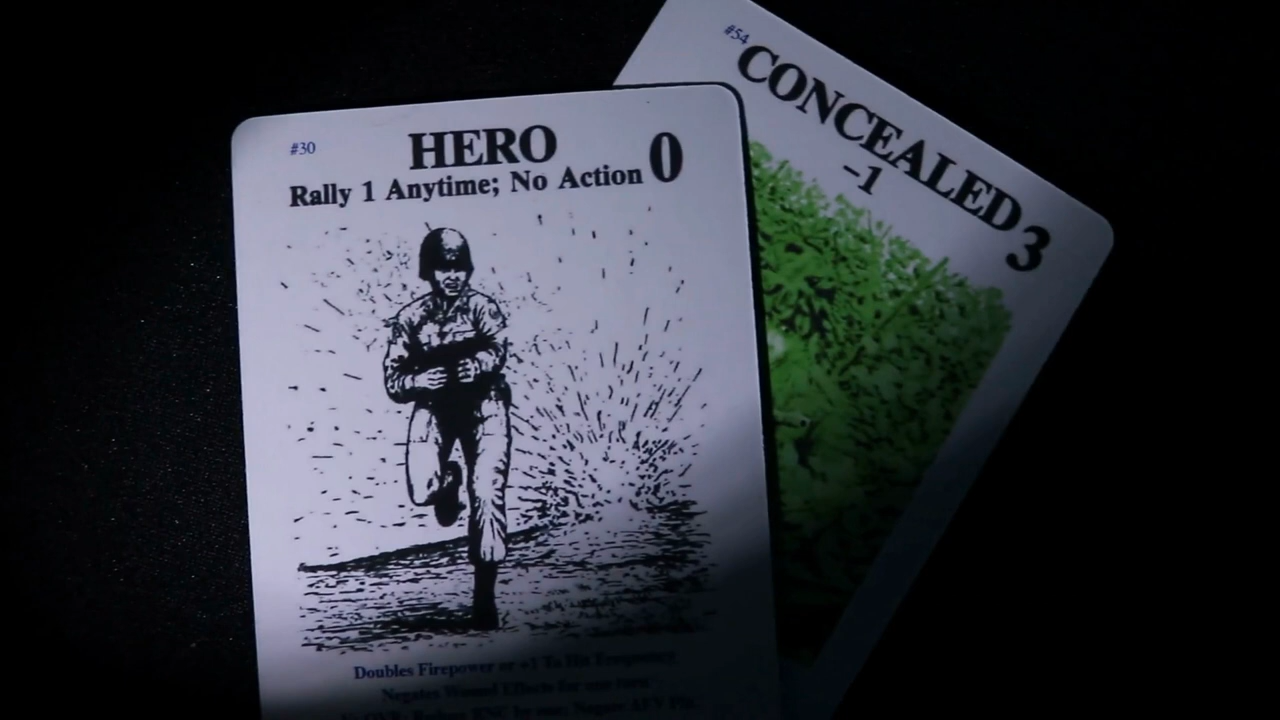 #30
HERO
0
Rally 1 Anytime; No Action
Doubles Firepower or +1 To Hit Temporary
Negates Wound Effects for one turn
#54
CONCEALED
3
-1